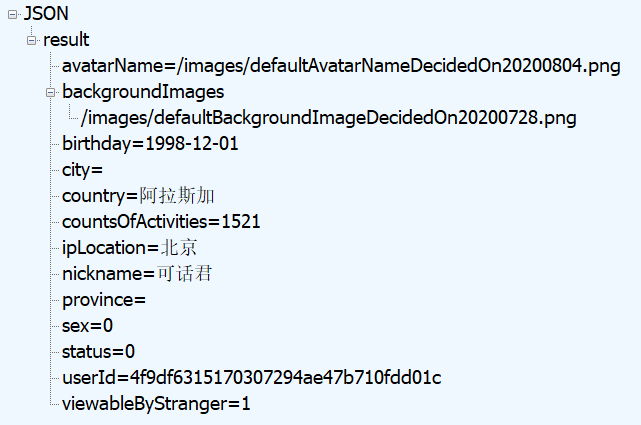 JSON
result
avatarName=/images/defaultAvatarNameDecidedOn20200804.png
backgroundImages
/images/defaultBackgroundImageDecidedOn20200728.png
birthday=1998-12-01
city=
country=阿拉斯加
countsOfActivities=1521
ipLocation=北京
nickname=可话君
province=
sex=0
status=0
userId=4f9df6315170307294ae47b710fdd01c
viewableByStranger=1